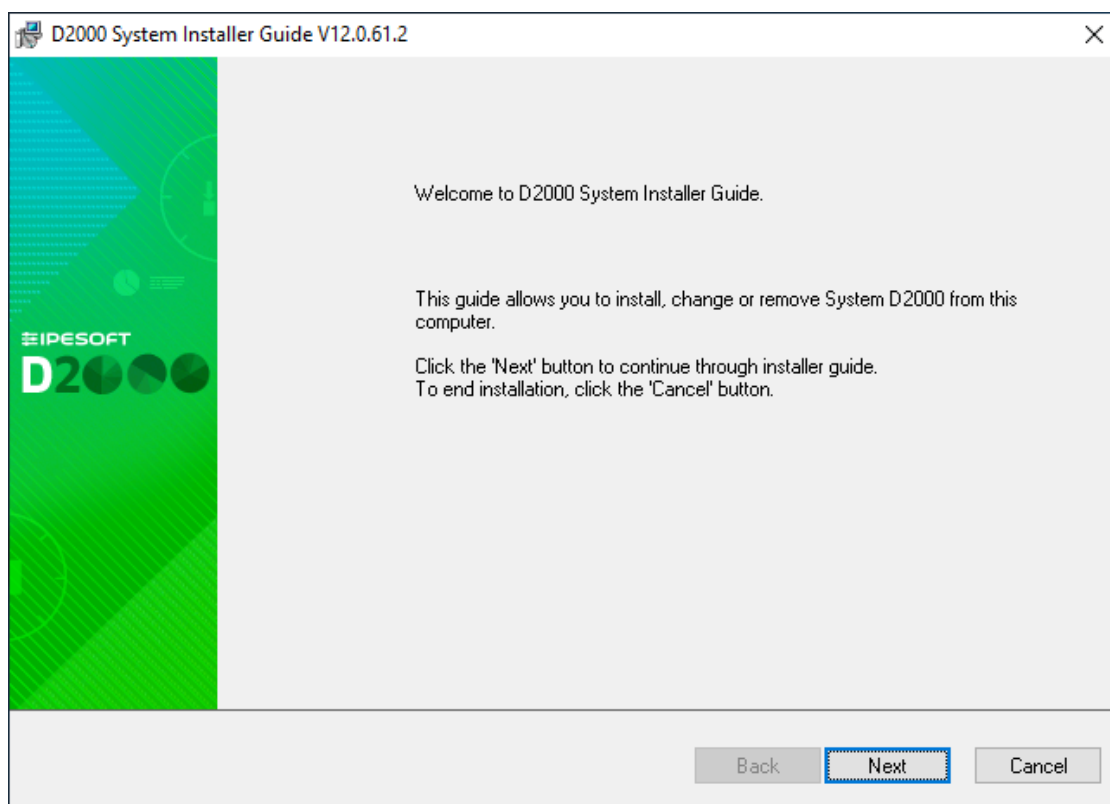 D2000 System Installer Guide V12.0.61.2
Welcome to D2000 System Installer Guide.
This guide allows you to install, change or remove System D2000 from this
computer.
Click the 'Next' button to continue through installer guide.
To end installation, click the 'Cancel' button.
IPESOFT
D2000
Back
Next
Cancel